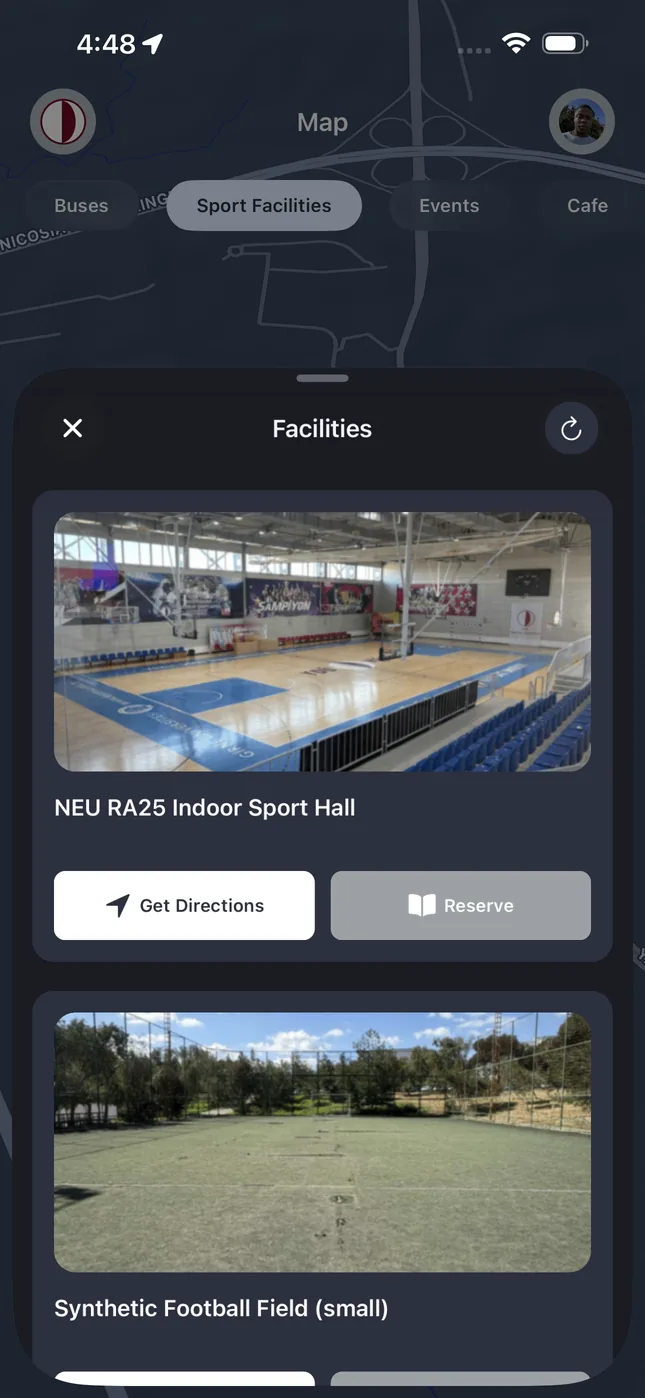 4:48
Map
Buses
Sport Facilities
Events
Cafe
NICOSIA
ING
Facilities
ŞAMPİYON
NEU RA25 Indoor Sport Hall
Get Directions
Reserve
Synthetic Football Field (small)